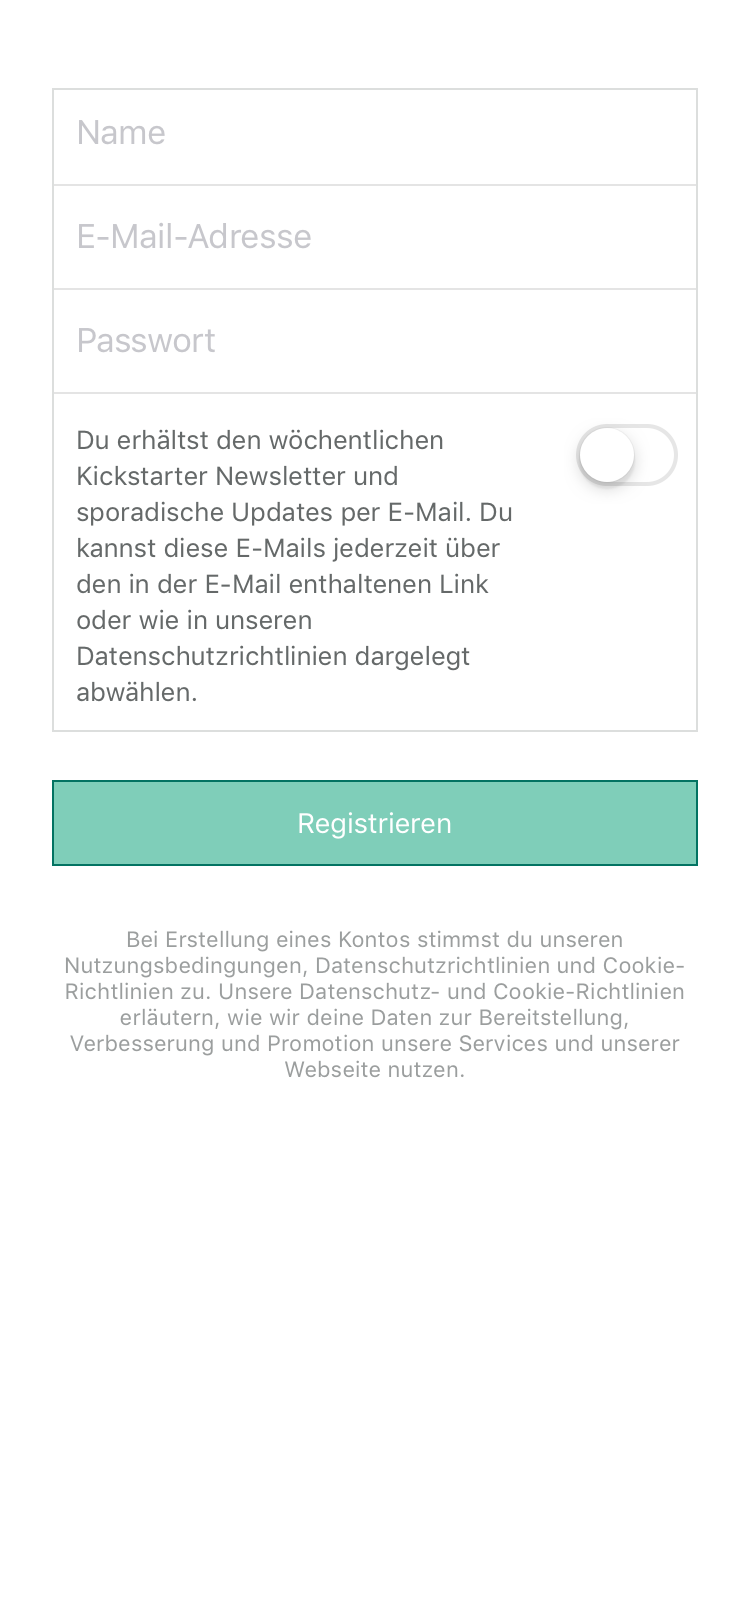 Name
E-Mail-Adresse
Passwort
Du erhältst den wöchentlichen
Kickstarter Newsletter und
sporadische Updates per E-Mail. Du
kannst diese E-Mails jederzeit über
den in der E-Mail enthaltenen Link
oder wie in unseren
Datenschutzrichtlinien dargelegt
abwählen.
Registrieren
Bei Erstellung eines Kontos stimmst du unseren
Nutzungsbedingungen, Datenschutzrichtlinien und Cookie-
Richtlinien zu. Unsere Datenschutz- und Cookie-Richtlinien
erläutern, wie wir deine Daten zur Bereitstellung,
Verbesserung und Promotion unsere Services und unserer
Webseite nutzen.